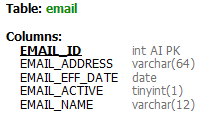 Table: email
Columns:
EMAIL_ID int AI PK
EMAIL_ADDRESS varchar(64)
EMAIL_EFF_DATE date
EMAIL_ACTIVE tinyint(1)
EMAIL_NAME varchar(12)